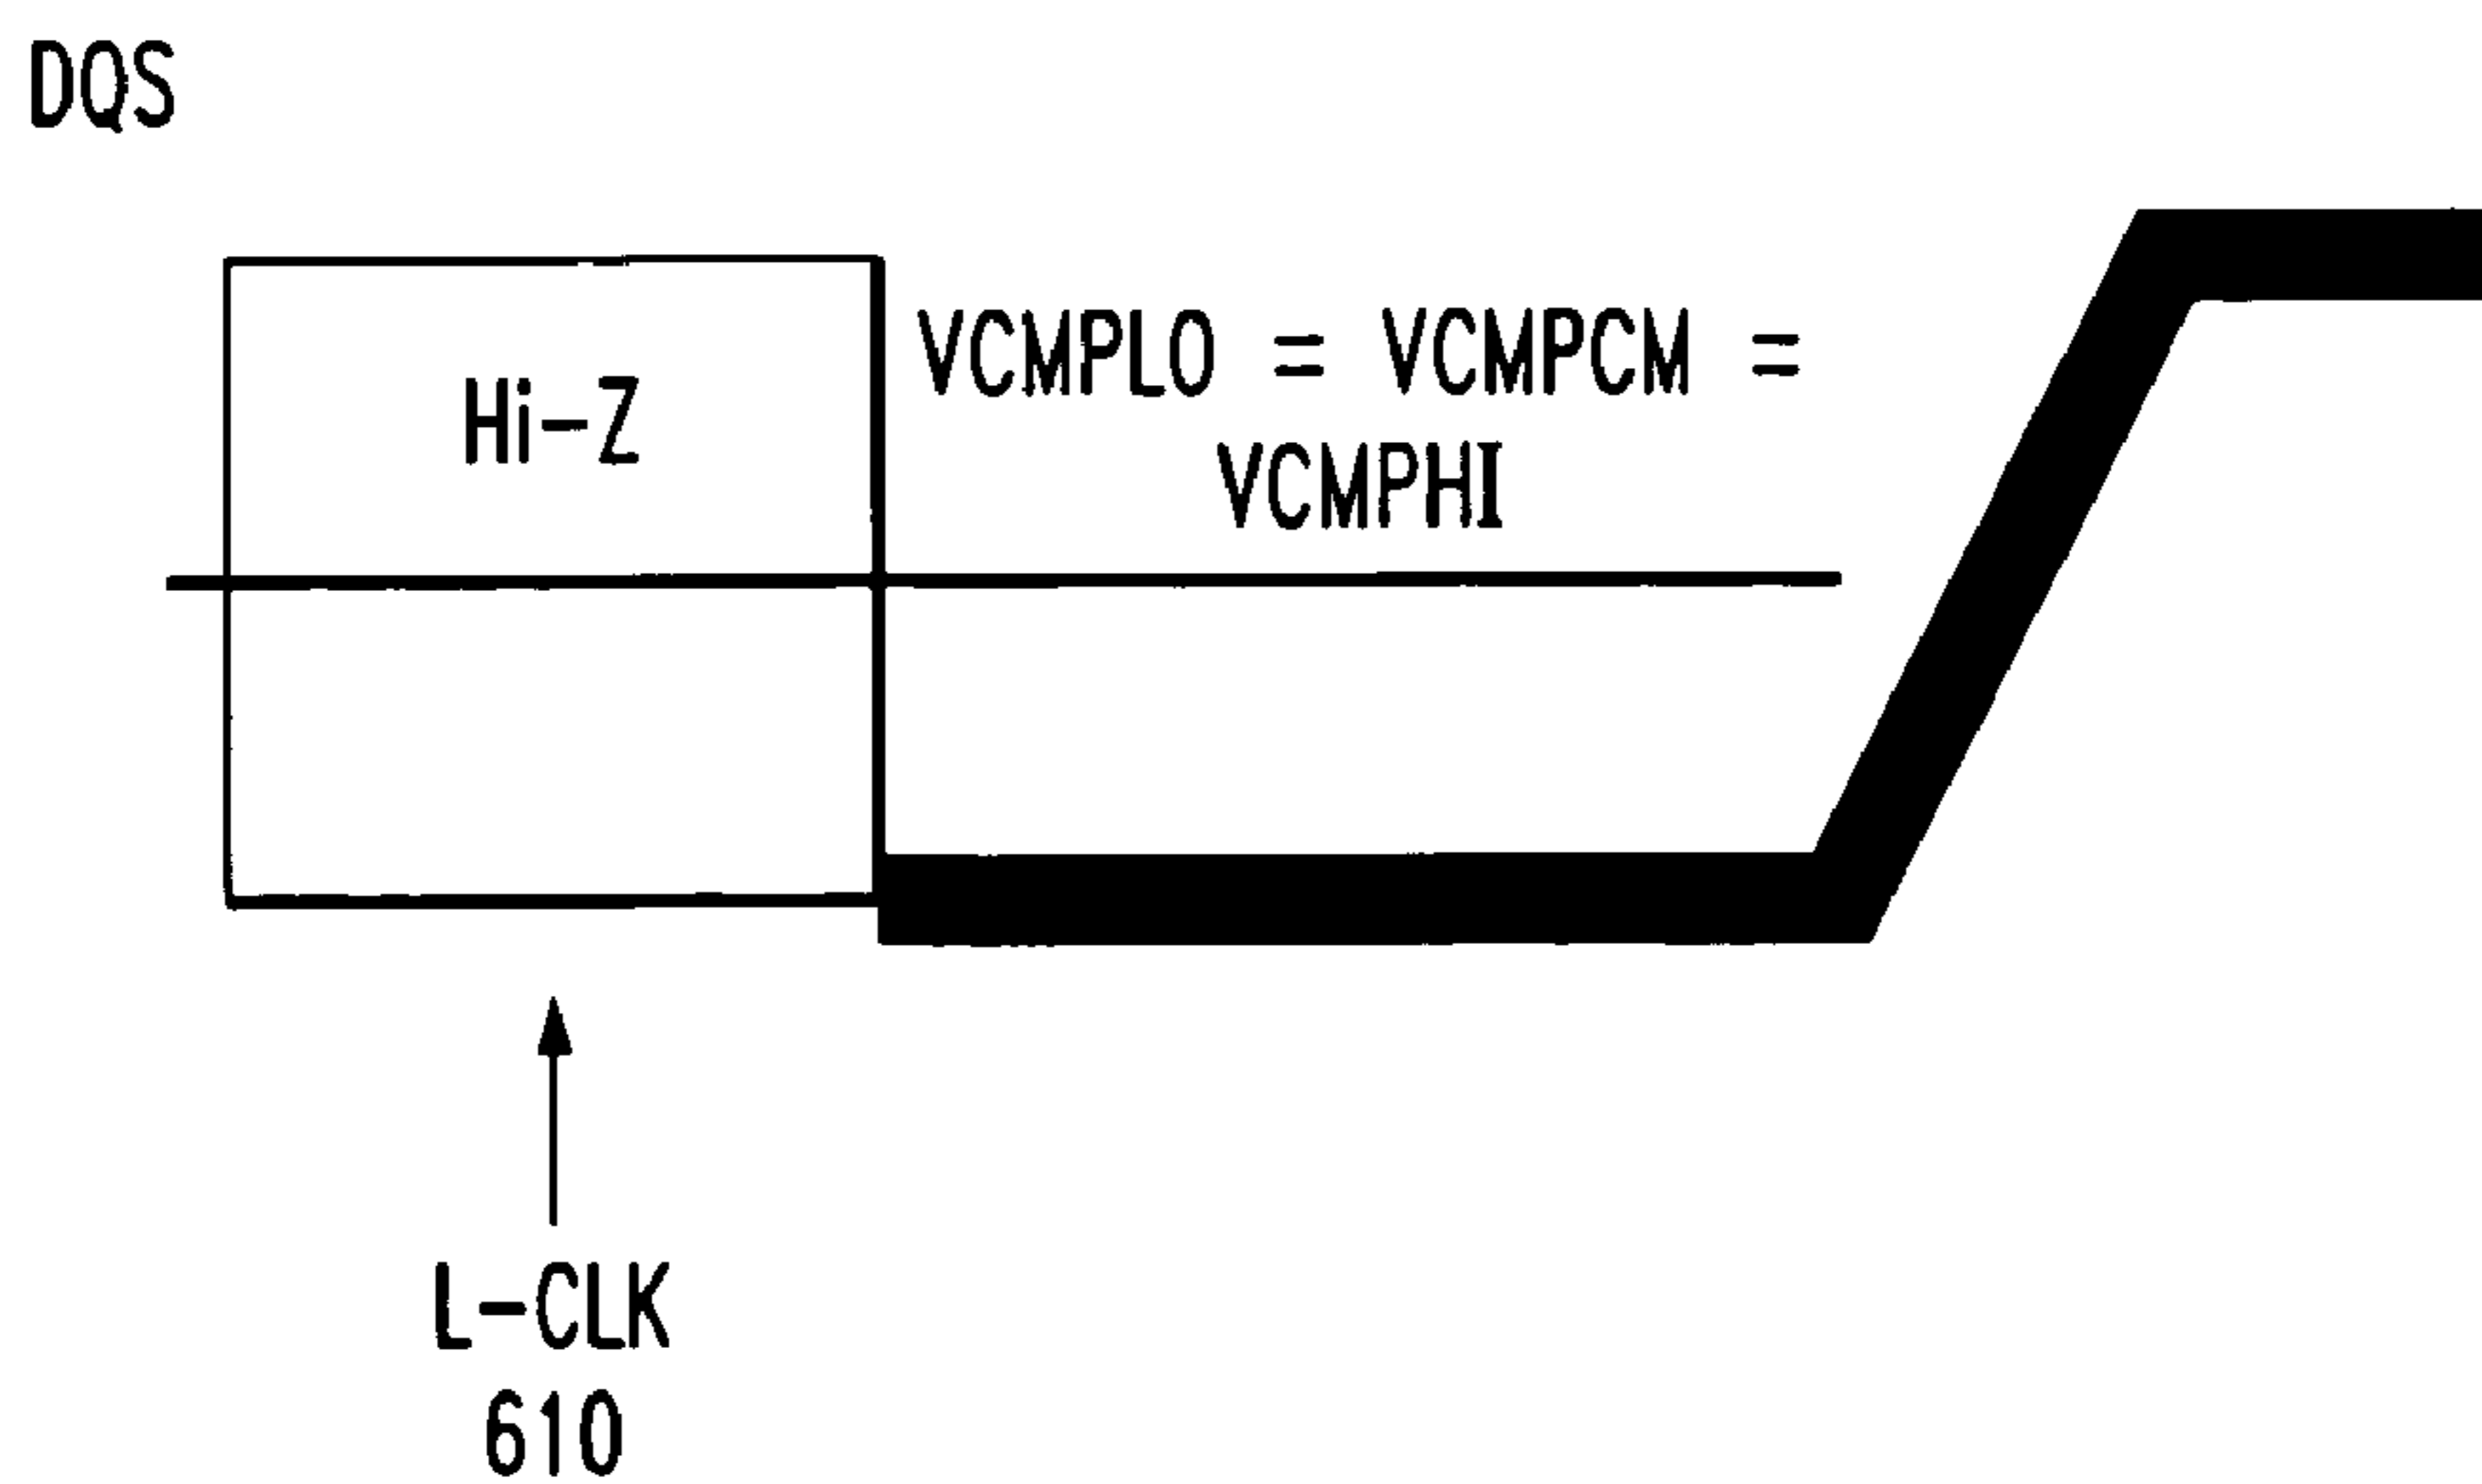 DQS
Hi-Z
VCMPLO = VCMPCM =
VCMPHI
L-CLK
610